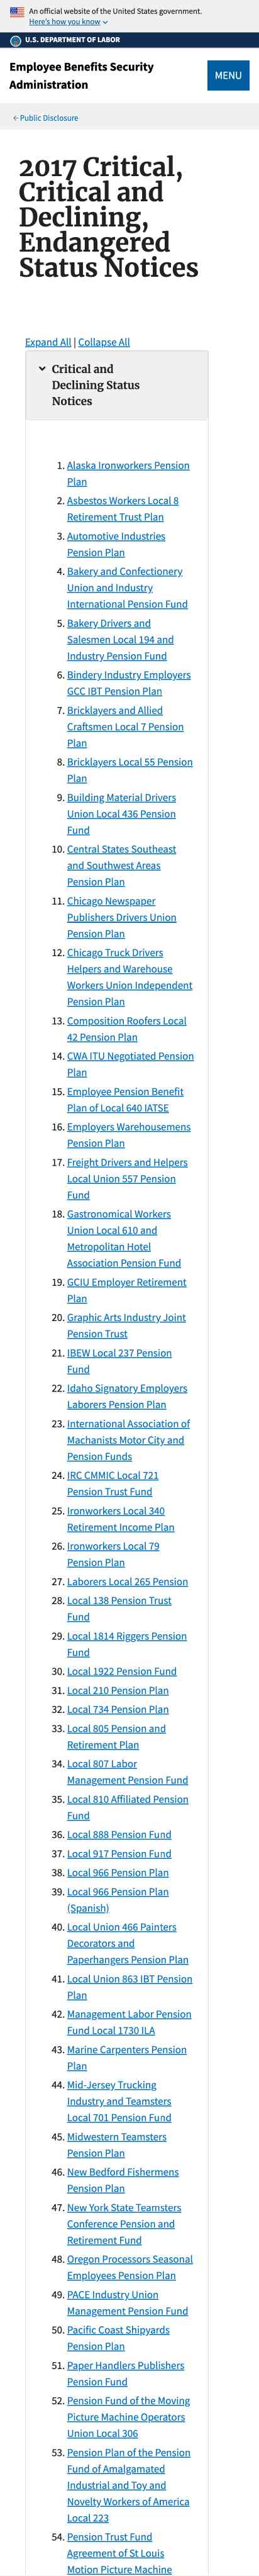 An official website of the United States government.
Here's how you know
U.S. DEPARTMENT OF LABOR
Employee Benefits Security
Administration
MENU
Public Disclosure
2017 Critical,
Critical and
Declining,
Endangered
Status Notices
Expand All | Collapse All
Critical and
Declining Status
Notices
1. Alaska Ironworkers Pension
Plan
2. Asbestos Workers Local 8
Retirement Trust Plan
3. Automotive Industries
Pension Plan
4. Bakery and Confectionery
Union and Industry
International Pension Fund
5. Bakery Drivers and
Salesmen Local 194 and
Industry Pension Fund
6. Bindery Industry Employers
GCC IBT Pension Plan
7. Bricklayers and Allied
Craftsmen Local 7 Pension
Plan
8. Bricklayers Local 55 Pension
Plan
9. Building Material Drivers
Union Local 436 Pension
Fund
10. Central States Southeast
and Southwest Areas
Pension Plan
11. Chicago Newspaper
Publishers Drivers Union
Pension Plan
12. Chicago Truck Drivers
Helpers and Warehouse
Workers Union Independent
Pension Plan
13. Composition Roofers Local
42 Pension Plan
14. CWA ITU Negotiated Pension
Plan
15. Employee Pension Benefit
Plan of Local 640 IATSE
16. Employers Warehousemens
Pension Plan
17. Freight Drivers and Helpers
Local Union 557 Pension
Fund
18. Gastronomical Workers
Union Local 610 and
Metropolitan Hotel
Association Pension Fund
19. GCIU Employer Retirement
Plan
20. Graphic Arts Industry Joint
Pension Trust
21. IBEW Local 237 Pension
Fund
22. Idaho Signatory Employers
Laborers Pension Plan
23. International Association of
Machanists Motor City and
Pension Funds
24. IRC CMMIC Local 721
Pension Trust Fund
25. Ironworkers Local 340
Retirement Income Plan
26. Ironworkers Local 79
Pension Plan
27. Laborers Local 265 Pension
28. Local 138 Pension Trust
Fund
29. Local 1814 Riggers Pension
Fund
30. Local 1922 Pension Fund
31. Local 210 Pension Plan
32. Local 734 Pension Plan
33. Local 805 Pension and
Retirement Plan
34. Local 807 Labor
Management Pension Fund
35. Local 810 Affiliated Pension
Fund
36. Local 888 Pension Fund
37. Local 917 Pension Fund
38. Local 966 Pension Plan
39. Local 966 Pension Plan
(Spanish)
40. Local Union 466 Painters
Decorators and
Paperhangers Pension Plan
41. Local Union 863 IBT Pension
Plan
42. Management Labor Pension
Fund Local 1730 ILA
43. Marine Carpenters Pension
Plan
44. Mid-Jersey Trucking
Industry and Teamsters
Local 701 Pension Fund
45. Midwestern Teamsters
Pension Plan
46. New Bedford Fishermens
Pension Plan
47. New York State Teamsters
Conference Pension and
Retirement Fund
48. Oregon Processors Seasonal
Employees Pension Plan
49. PACE Industry Union
Management Pension Fund
50. Pacific Coast Shipyards
Pension Plan
51. Paper Handlers Publishers
Pension Fund
52. Pension Fund of the Moving
Picture Machine Operators
Union Local 306
53. Pension Plan of the Pension
Fund of Amalgamated
Industrial and Toy and
Novelty Workers of America
Local 223
54. Pension Trust Fund
Agreement of St Louis
Motion Picture Machine